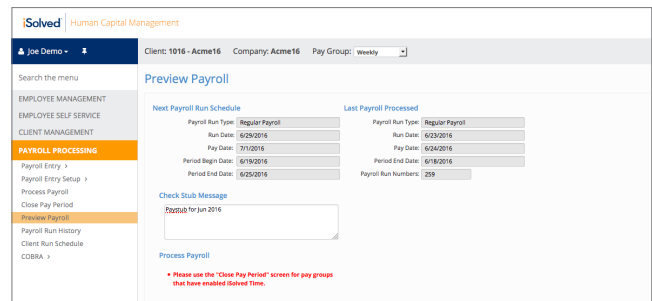 iSolved Human Capital Management
Joe Demo
Client: 1016 - Acme16 Company: Acme16 Pay Group: Weekly
Search the menu
EMPLOYEE MANAGEMENT
EMPLOYEE SELF SERVICE
CLIENT MANAGEMENT
PAYROLL PROCESSING
Payroll Entry >
Payroll Entry Setup >
Process Payroll
Close Pay Period
Preview Payroll
Payroll Run History
Client Run Schedule
COBRA >
Preview Payroll
Next Payroll Run Schedule
Payroll Run Type: Regular Payroll
Run Date: 6/29/2016
Pay Date: 7/1/2016
Period Begin Date: 6/19/2016
Period End Date: 6/25/2016
Last Payroll Processed
Payroll Run Type: Regular Payroll
Run Date: 6/23/2016
Pay Date: 6/24/2016
Period End Date: 6/18/2016
Payroll Run Numbers: 259
Check Stub Message
Paystub for Jun 2016
Process Payroll
• Please use the "Close Pay Period" screen for pay groups
that have enabled iSolved Time.